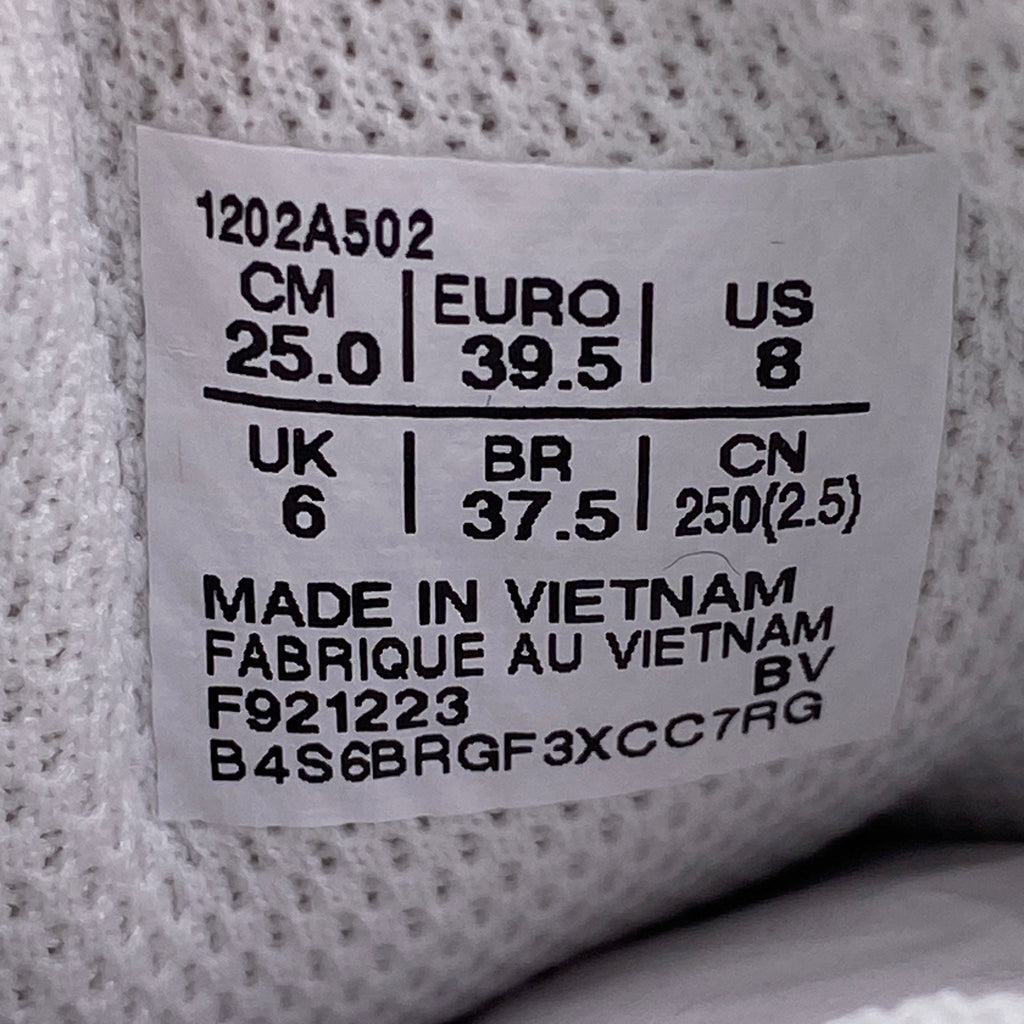 1202A502
CM | EURO | US
25.0 | 39.5 | 8
UK | BR | CN
6 | 37.5 | 250(2.5)
MADE IN VIETNAM
FABRIQUE AU VIETNAM
F921223 BV
B4S6BRGF3XCC7RG